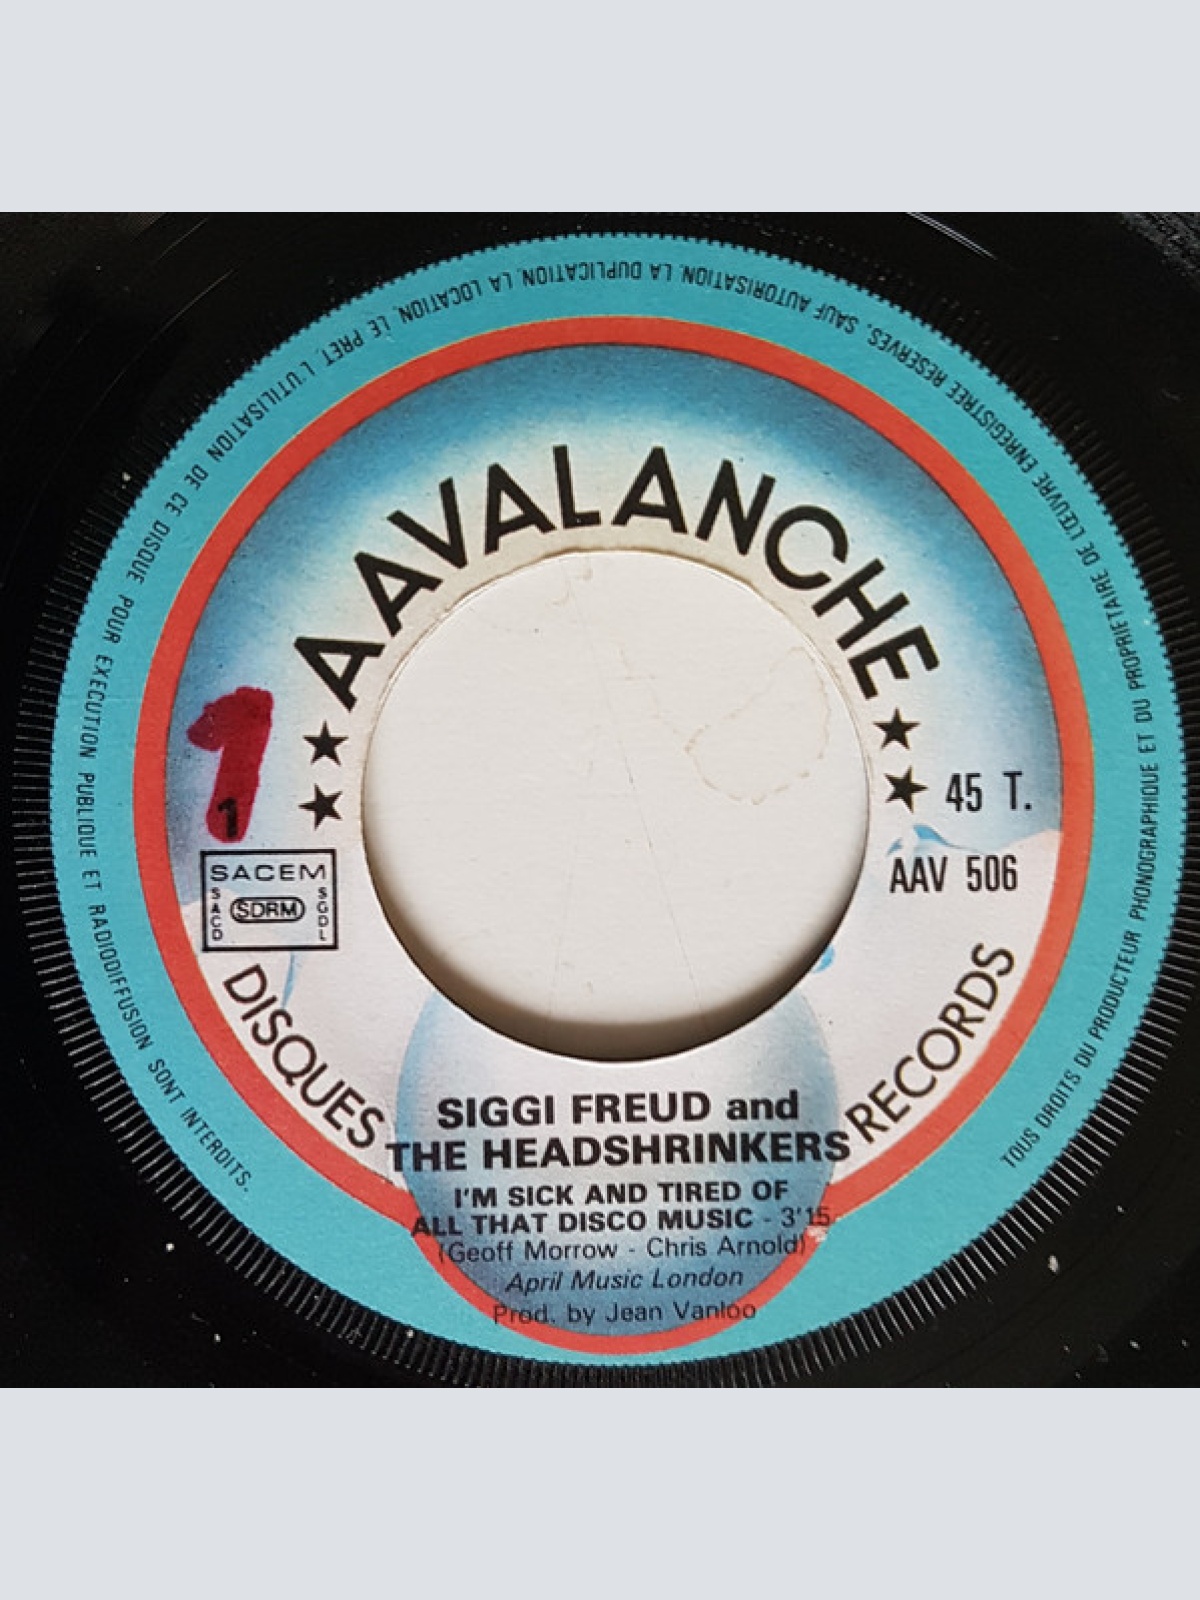 TOUS DROITS DU PRODUCTEUR PHONOGRAPHIQUE ET DU PROPRIETAIRE DE L'ŒUVRE ENREGISTREE RESERVES. SAUF AUTORISATION, LA DUPLICATION, LA LOCATION, LE PRET, L'UTILISATION DE CE DISQUE POUR EXECUTION PUBLIQUE ET RADIODIFFUSION SONT INTERDITS.
★★ AAVALANCHE ★★
1
1
45 T.
AAV 506
SACEM
SACD
SDRM
SGDL
DISQUES
RECORDS
SIGGI FREUD and
THE HEADSHRINKERS
I'M SICK AND TIRED OF
ALL THAT DISCO MUSIC - 3'15
(Geoff Morrow - Chris Arnold)
April Music London
Prod. by Jean Vanloo